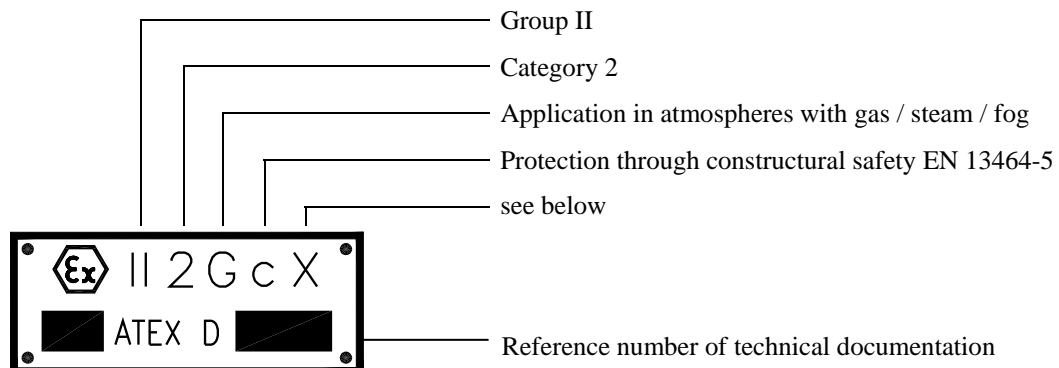 Group II
Category 2
Application in atmospheres with gas / steam / fog
Protection through constructural safety EN 13464-5
see below
Ex II 2 G c X
ATEX D
Reference number of technical documentation